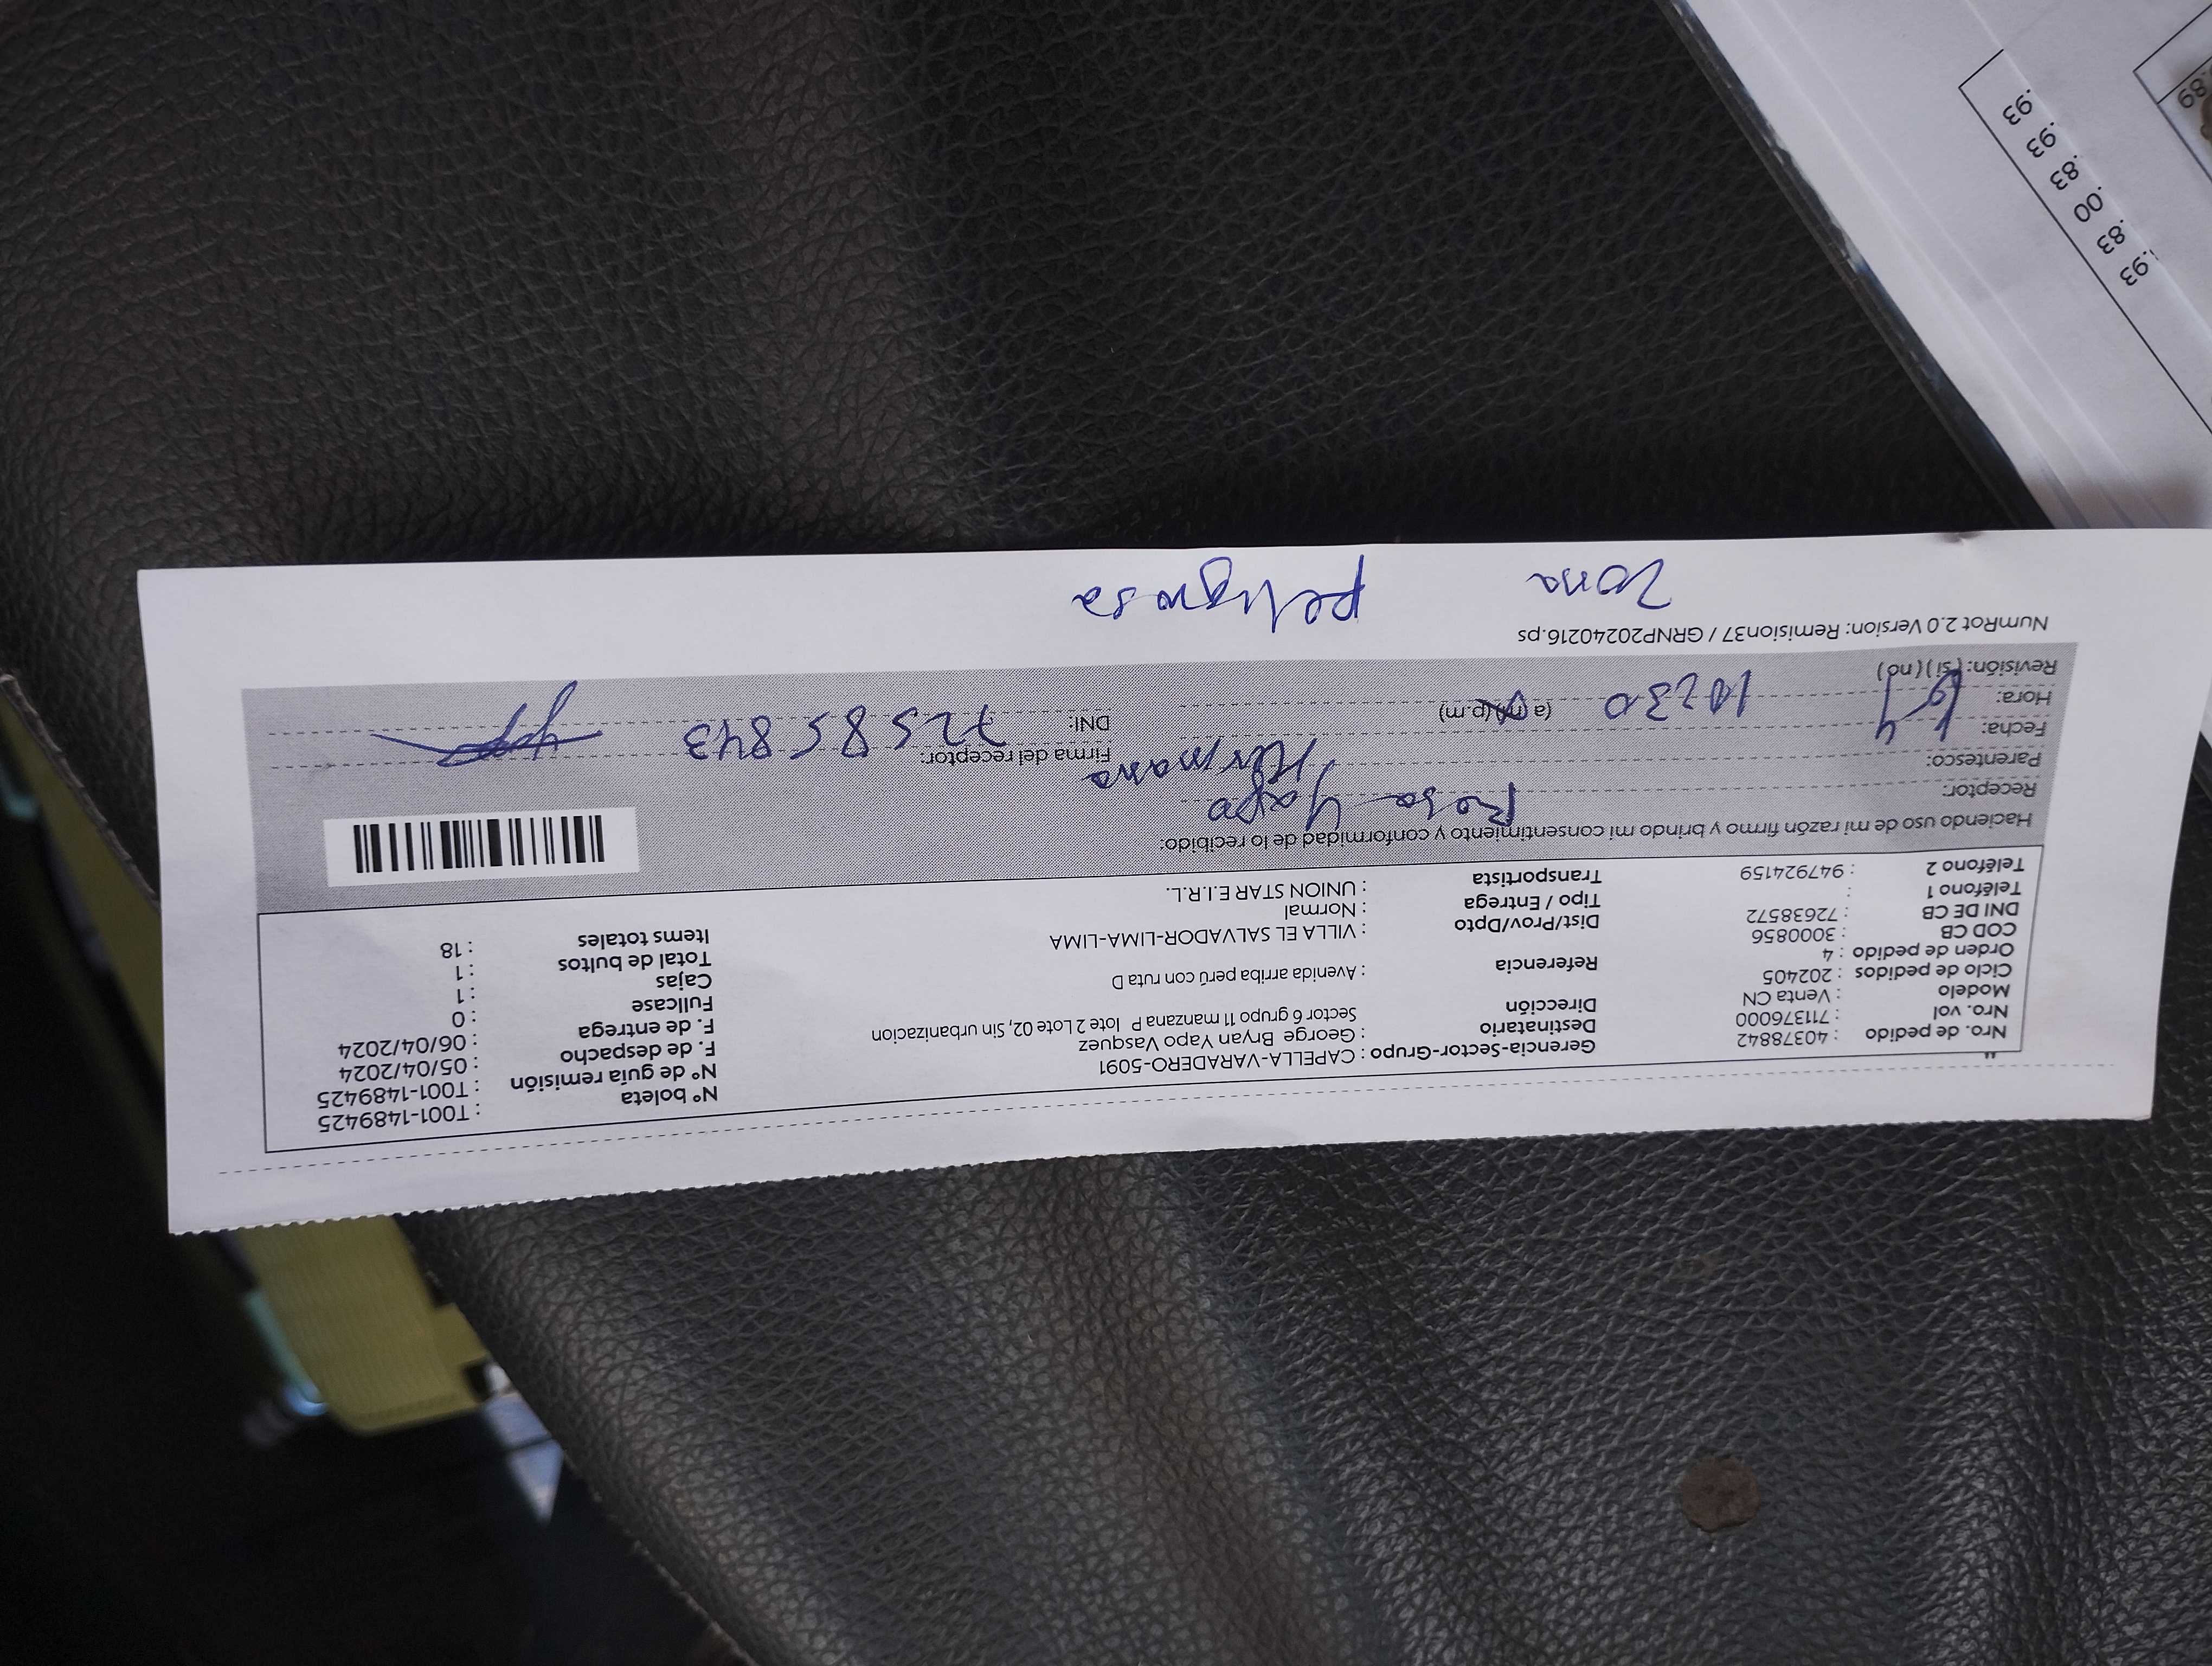 Nro. de pedido : 40378842
Nro. vol : 711376000
Modelo : Venta CN
Ciclo de pedidos : 202405
Orden de pedido : 4
COD CB : 3000856
DNI DE CB : 72638572
Teléfono 1 :
Teléfono 2 : 947924159
Gerencia-Sector-Grupo : CAPELLA-VARADERO-5091
Destinatario : George Bryan Yapo Vasquez
Dirección Sector 6 grupo 11 manzana P lote 2 Lote 02, Sin urbanizacion
Referencia : Avenida arriba perú con ruta D
Dist/Prov/Dpto : VILLA EL SALVADOR-LIMA-LIMA
Tipo / Entrega : Normal
Transportista : UNION STAR E.I.R.L.
N° boleta : T001-1489425
N° de guía remisión : T001-1489425
F. de despacho : 05/04/2024
F. de entrega : 06/04/2024
Fullcase : 0
Cajas : 1
Total de bultos : 1
Items totales : 18
Haciendo uso de mi razón firmo y brindo mi consentimiento y conformidad de lo recibido:
Receptor: Rosa Yapo
Parentesco: Hermana
Fecha:
Hora: (a m) (p.m)
Revisión: (si) (no)
Firma del receptor:
DNI: 72585843
NumRot 2.0 Version: Remision37 / GRNP20240216.ps
Zona peligrosa
.93
.83
.00
.83
.93
.93
.89